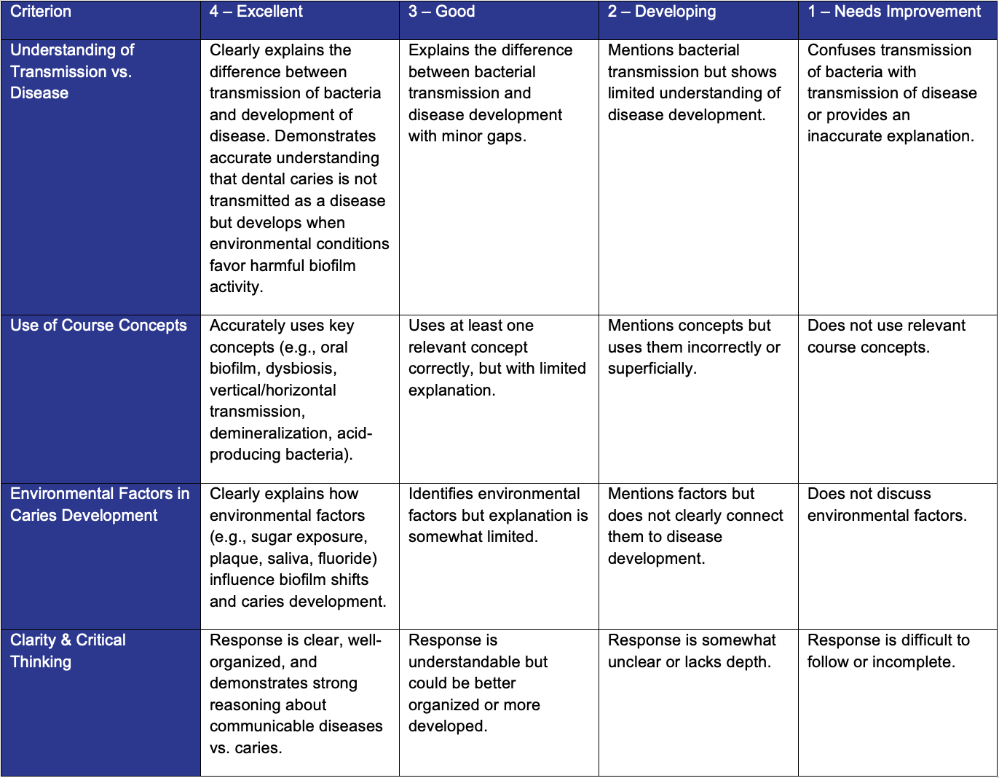 Criterion
4 – Excellent
3 – Good
2 – Developing
1 – Needs Improvement
Understanding of
Transmission vs.
Disease
Clearly explains the
difference between
transmission of bacteria
and development of
disease. Demonstrates
accurate understanding
that dental caries is not
transmitted as a disease
but develops when
environmental conditions
favor harmful biofilm
activity.
Explains the difference
between bacterial
transmission and
disease development
with minor gaps.
Mentions bacterial
transmission but shows
limited understanding of
disease development.
Confuses transmission
of bacteria with
transmission of disease
or provides an
inaccurate explanation.
Use of Course Concepts
Accurately uses key
concepts (e.g., oral
biofilm, dysbiosis,
vertical/horizontal
transmission,
demineralization, acid-
producing bacteria).
Uses at least one
relevant concept
correctly, but with limited
explanation.
Mentions concepts but
uses them incorrectly or
superficially.
Does not use relevant
course concepts.
Environmental Factors in
Caries Development
Clearly explains how
environmental factors
(e.g., sugar exposure,
plaque, saliva, fluoride)
influence biofilm shifts
and caries development.
Identifies environmental
factors but explanation is
somewhat limited.
Mentions factors but
does not clearly connect
them to disease
development.
Does not discuss
environmental factors.
Clarity & Critical
Thinking
Response is clear, well-
organized, and
demonstrates strong
reasoning about
communicable diseases
vs. caries.
Response is
understandable but
could be better
organized or more
developed.
Response is somewhat
unclear or lacks depth.
Response is difficult to
follow or incomplete.